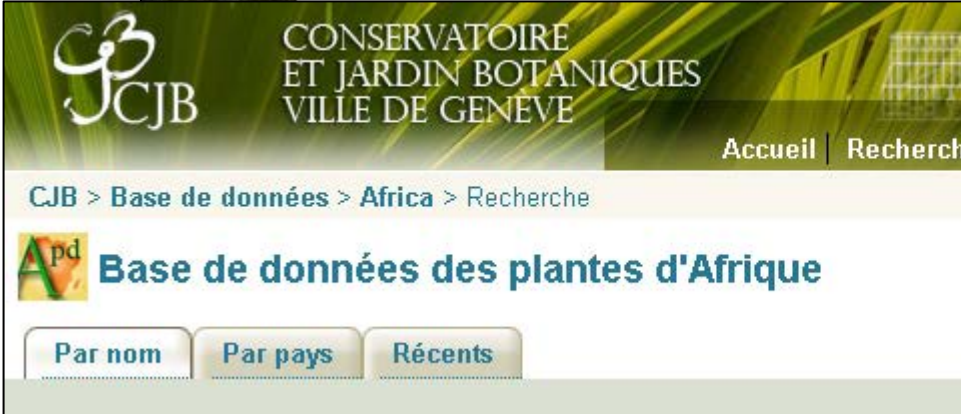 CJB
CONSERVATOIRE
ET JARDIN BOTANIQUES
VILLE DE GENÈVE
Accueil Recherch
CJB > Base de données > Africa > Recherche
Apd
Base de données des plantes d'Afrique
Par nom Par pays Récents